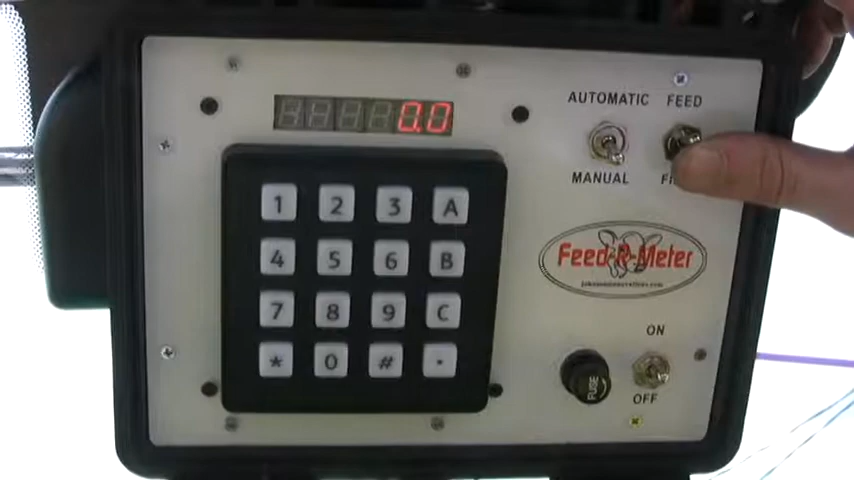 0.0
AUTOMATIC FEED
MANUAL
1 2 3 A
4 5 6 B
7 8 9 C
* 0 # .
Feed-R-Meter
ON
OFF
FUSE